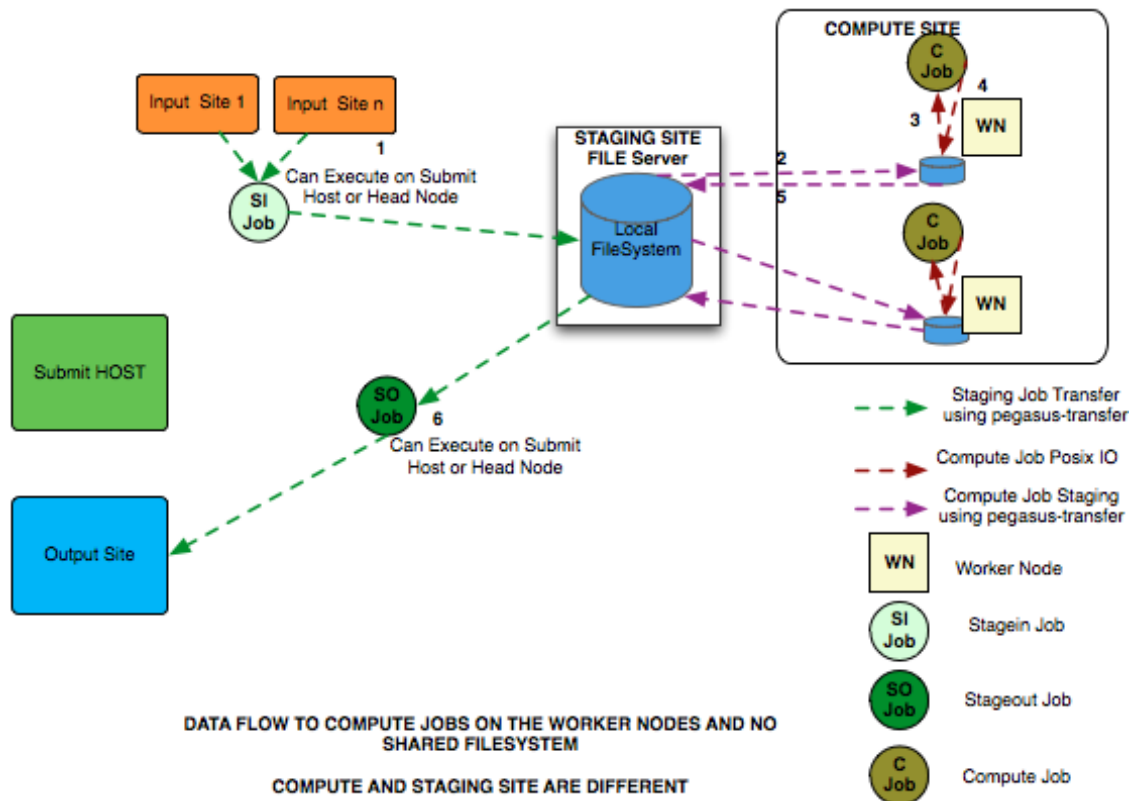 COMPUTE SITE
C
Job
4
3
WN
Input Site 1
Input Site n
1
Can Execute on Submit
Host or Head Node
SI
Job
STAGING SITE
FILE Server
Local
FileSystem
2
5
C
Job
WN
Submit HOST
SO
Job
6
Can Execute on Submit
Host or Head Node
Output Site
Staging Job Transfer
using pegasus-transfer
Compute Job Posix IO
Compute Job Staging
using pegasus-transfer
WN
Worker Node
SI
Job
Stagein Job
SO
Job
Stageout Job
C
Job
Compute Job
DATA FLOW TO COMPUTE JOBS ON THE WORKER NODES AND NO
SHARED FILESYSTEM
COMPUTE AND STAGING SITE ARE DIFFERENT